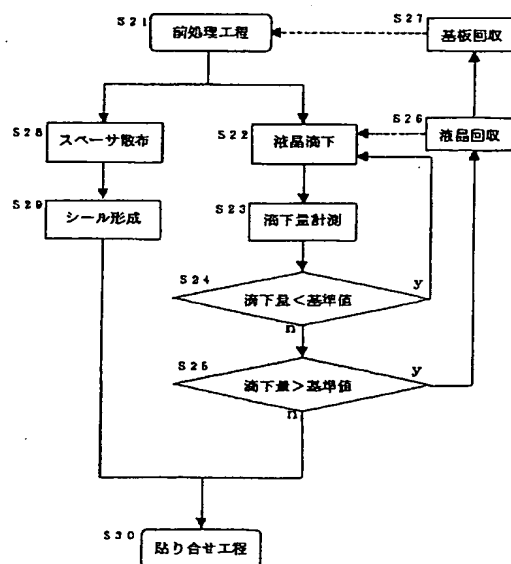 S21
前処理工程
S27
基板回収
S28
スペーサ散布
S22
液晶滴下
S26
液晶回収
S29
シール形成
S23
滴下量計測
S24
滴下量<基準値
y
n
S25
滴下量>基準値
y
n
S30
貼り合せ工程